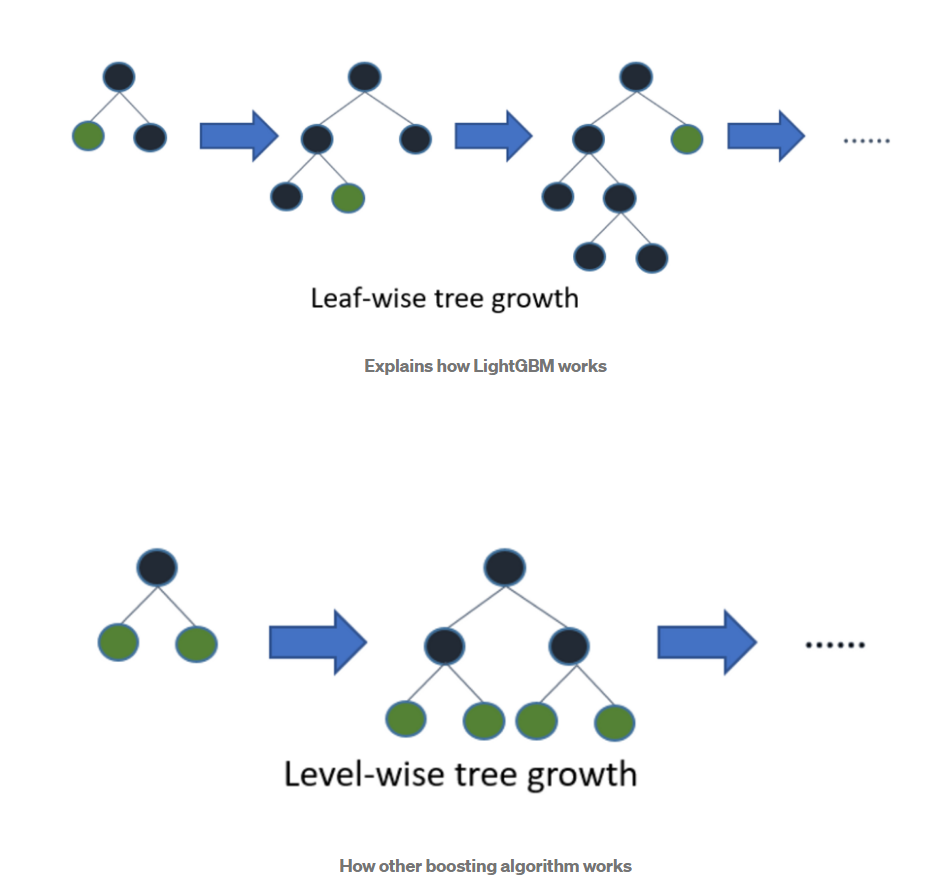 ......
Leaf-wise tree growth
Explains how LightGBM works
......
Level-wise tree growth
How other boosting algorithm works